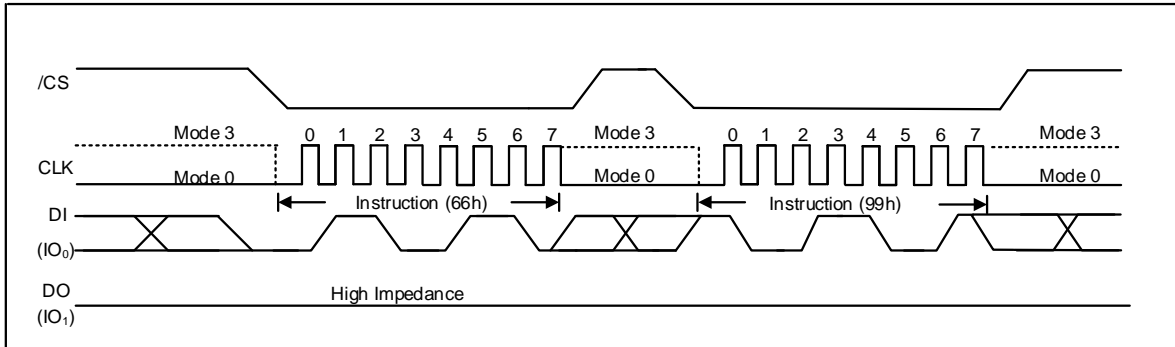 /CS
Mode 3 0 1 2 3 4 5 6 7 Mode 3 0 1 2 3 4 5 6 7 Mode 3
CLK
Mode 0 Mode 0 Mode 0
Instruction (66h) Instruction (99h)
DI
(IO₀)
DO High Impedance
(IO₁)